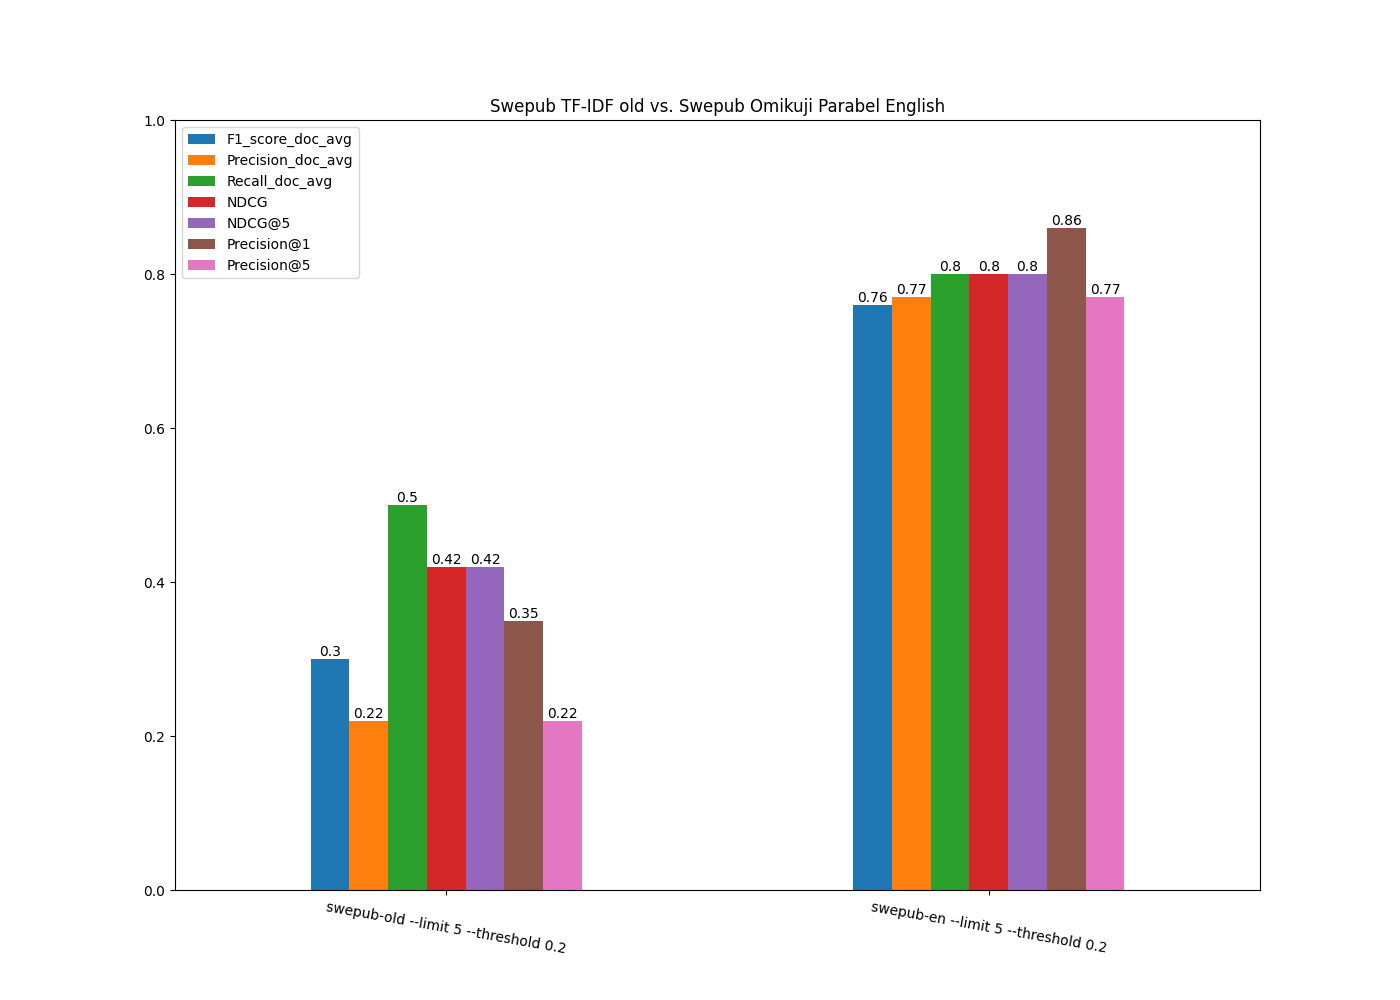 Swepub TF-IDF old vs. Swepub Omikuji Parabel English
1.0
0.8
0.6
0.4
0.2
0.0
F1_score_doc_avg
Precision_doc_avg
Recall_doc_avg
NDCG
NDCG@5
Precision@1
Precision@5
0.3
0.22
0.5
0.42
0.42
0.35
0.22
0.76
0.77
0.8
0.8
0.8
0.86
0.77
swepub-old --limit 5 --threshold 0.2
swepub-en --limit 5 --threshold 0.2